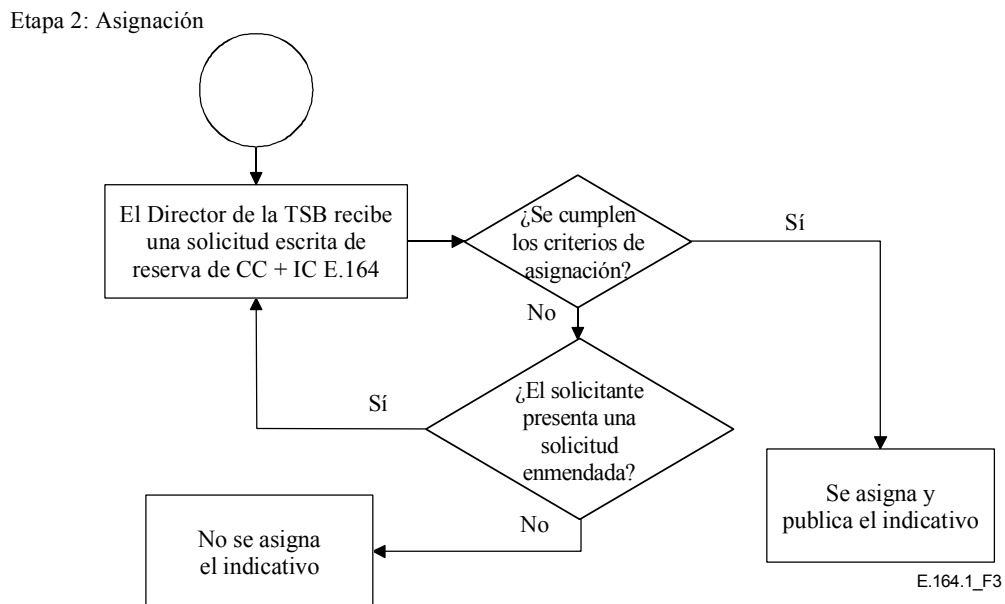 Etapa 2: Asignación
El Director de la TSB recibe
una solicitud escrita de
reserva de CC + IC E.164
¿Se cumplen
los criterios de
asignación?
Sí
No
¿El solicitante
presenta una
solicitud
enmendada?
Sí
No
No se asigna
el indicativo
Se asigna y
publica el indicativo
E.164.1_F3